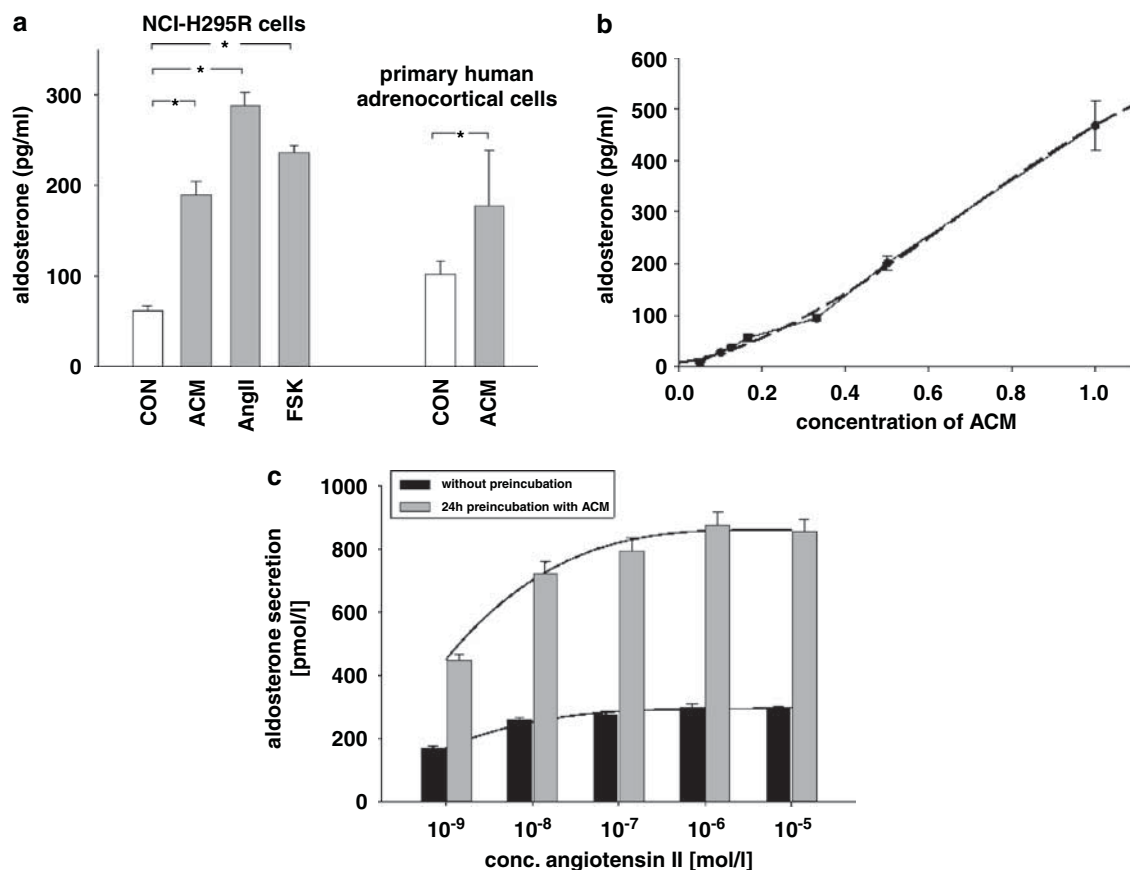 a
NCI-H295R cells
*
*
*
primary human
adrenocortical cells
*
aldosterone (pg/ml)
300
200
100
0
CON
ACM
AngII
FSK
CON
ACM
b
aldosterone (pg/ml)
600
500
400
300
200
100
0
0.0 0.2 0.4 0.6 0.8 1.0
concentration of ACM
c
without preincubation
24h preincubation with ACM
aldosterone secretion
[pmol/l]
1000
800
600
400
200
0
10⁻⁹ 10⁻⁸ 10⁻⁷ 10⁻⁶ 10⁻⁵
conc. angiotensin II [mol/l]